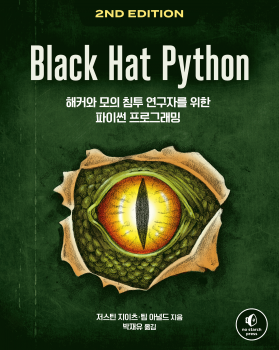 2ND EDITION
Black Hat Python
해커와 모의 침투 연구자를 위한
파이썬 프로그래밍
저스틴 자이츠·팀 아널드 지음
박재유 옮김
no starch
press